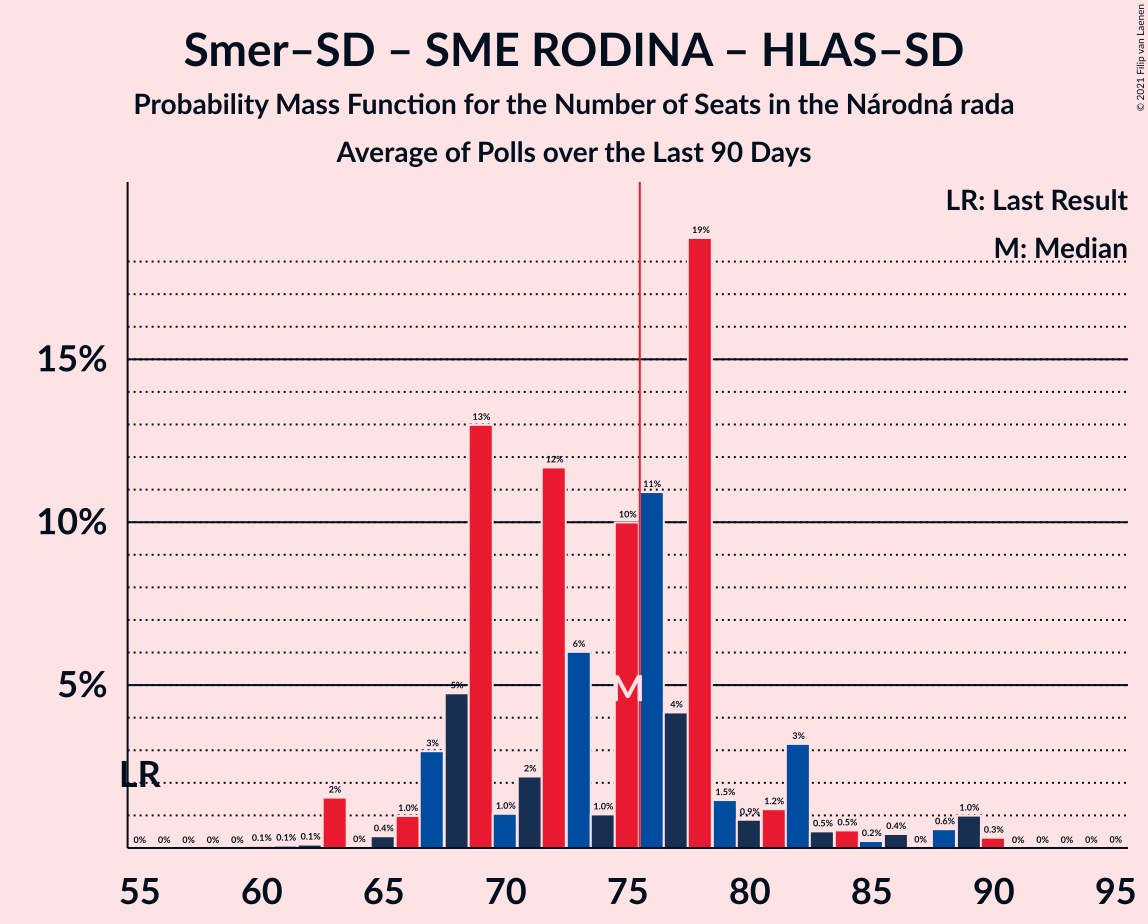 Smer–SD – SME RODINA – HLAS–SD
Probability Mass Function for the Number of Seats in the Národná rada
Average of Polls over the Last 90 Days
© 2021 Filip van Laenen
LR: Last Result
M: Median
15%
10%
5%
LR
M
0% 0% 0% 0% 0% 0.1% 0.1% 0.1% 2% 0% 0.4% 1.0% 3% 5% 13% 1.0% 2% 12% 6% 1.0% 10% 11% 4% 19% 1.5% 0.9% 1.2% 3% 0.5% 0.5% 0.2% 0.4% 0% 0.6% 1.0% 0.3% 0% 0% 0% 0% 0%
55 60 65 70 75 80 85 90 95